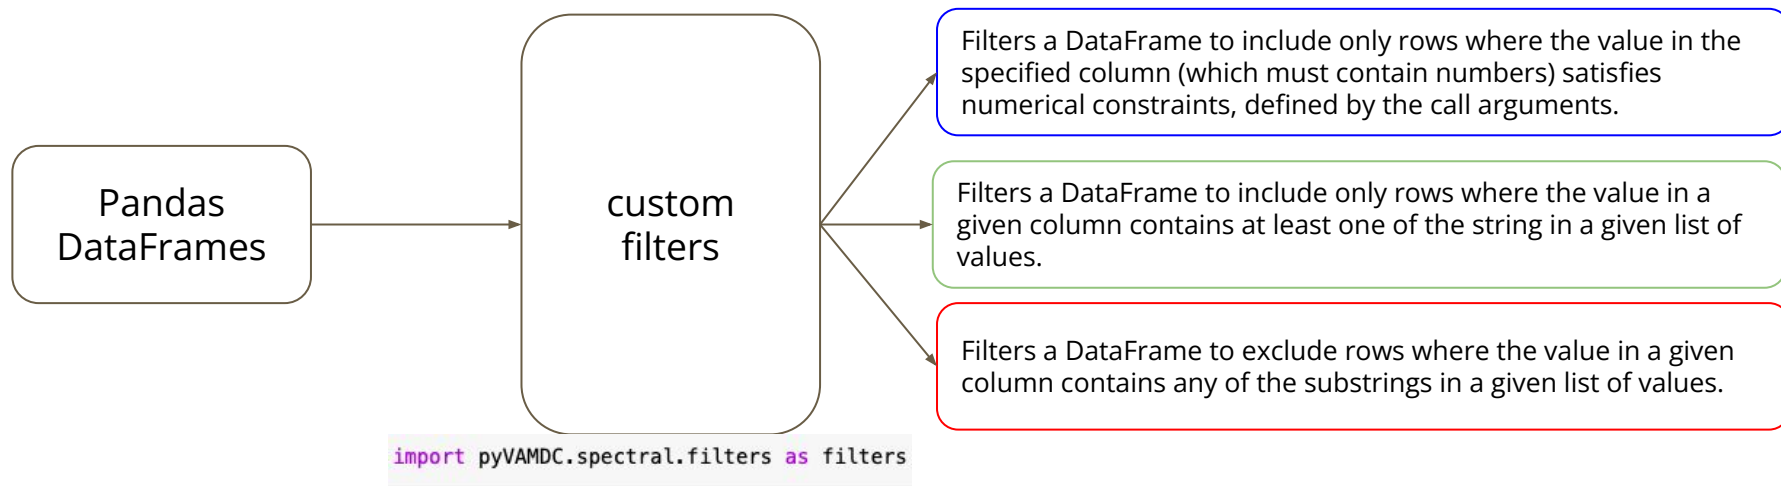 Pandas
DataFrames
custom
filters
Filters a DataFrame to include only rows where the value in the
specified column (which must contain numbers) satisfies
numerical constraints, defined by the call arguments.
Filters a DataFrame to include only rows where the value in a
given column contains at least one of the string in a given list of
values.
Filters a DataFrame to exclude rows where the value in a given
column contains any of the substrings in a given list of values.
import pyVAMDC.spectral.filters as filters